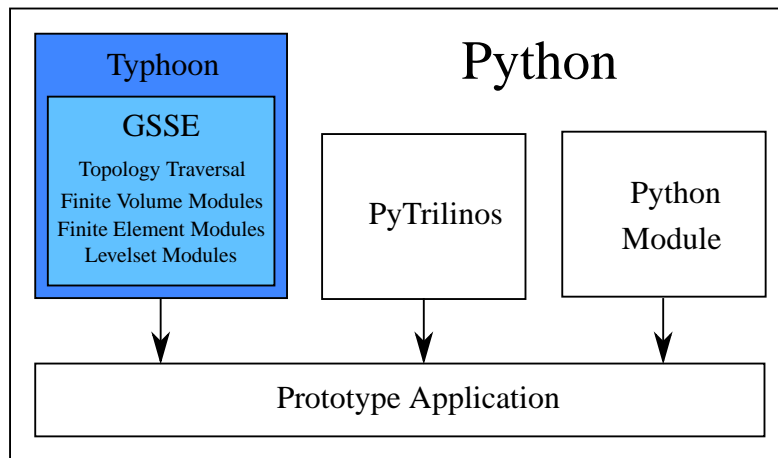 Typhoon
Python
GSSE
Topology Traversal
Finite Volume Modules
Finite Element Modules
Levelset Modules
PyTrilinos
Python
Module
Prototype Application